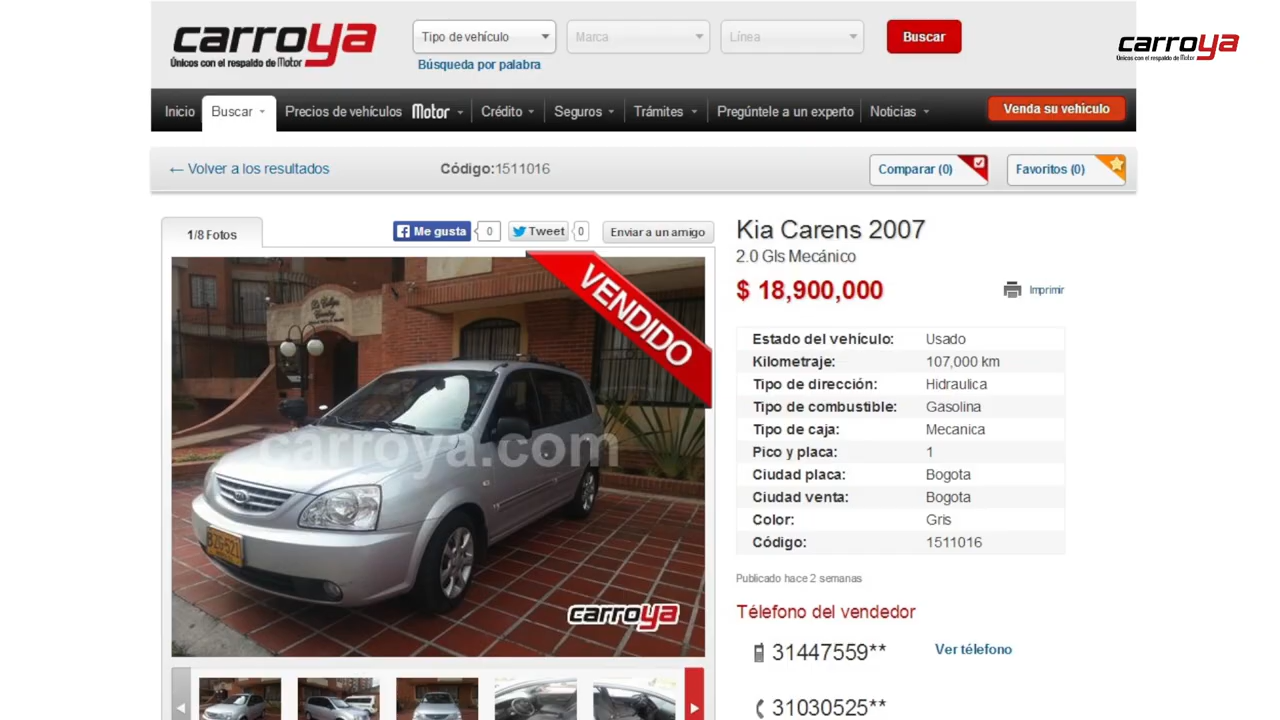 carroya
Únicos con el respaldo de Motor
Tipo de vehículo
Marca
Línea
Buscar
Búsqueda por palabra
carroya
Únicos con el respaldo de Motor
Inicio
Buscar
Precios de vehículos Motor
Crédito
Seguros
Trámites
Pregúntele a un experto
Noticias
Venda su vehículo
← Volver a los resultados
Código:1511016
Comparar (0)
Favoritos (0)
1/8 Fotos
Me gusta
0
Tweet
0
Enviar a un amigo
VENDIDO
carroya.com
BZG-521
carroya
Kia Carens 2007
2.0 Gls Mecánico
$ 18,900,000
Imprimir
Estado del vehículo: Usado
Kilometraje: 107,000 km
Tipo de dirección: Hidraulica
Tipo de combustible: Gasolina
Tipo de caja: Mecanica
Pico y placa: 1
Ciudad placa: Bogota
Ciudad venta: Bogota
Color: Gris
Código: 1511016
Publicado hace 2 semanas
Télefono del vendedor
31447559**
Ver télefono
31030525**